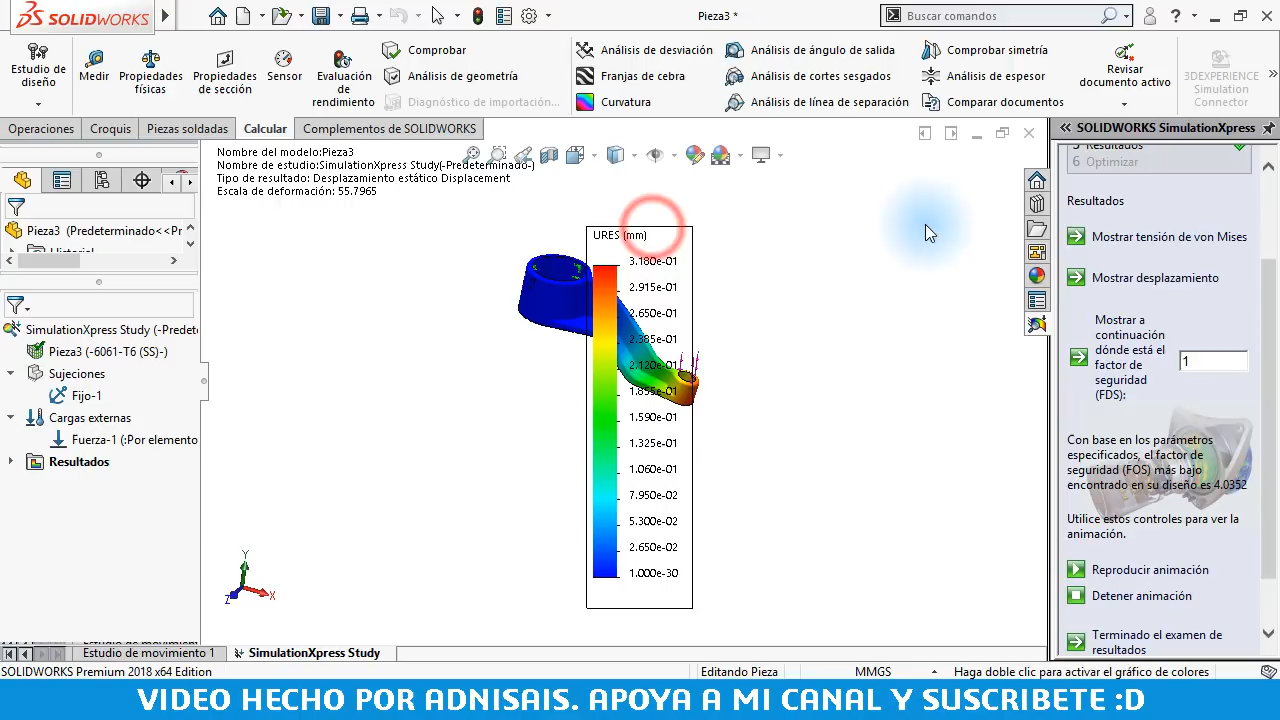 SOLIDWORKS
Pieza3 *
Buscar comandos
Estudio de diseño
Medir
Propiedades físicas
Propiedades de sección
Sensor
Evaluación de rendimiento
Comprobar
Análisis de geometría
Diagnóstico de importación...
Análisis de desviación
Franjas de cebra
Curvatura
Análisis de ángulo de salida
Análisis de cortes sesgados
Análisis de línea de separación
Comprobar simetría
Análisis de espesor
Comparar documentos
Revisar documento activo
3DEXPERIENCE Simulation Connector
Operaciones
Croquis
Piezas soldadas
Calcular
Complementos de SOLIDWORKS
SOLIDWORKS SimulationXpress
Nombre de modelo:Pieza3
Nombre de estudio:SimulationXpress Study(-Predeterminado-)
Tipo de resultado: Desplazamiento estático Displacement
Escala de deformación: 55.7965
Pieza3 (Predeterminado<<Pr
SimulationXpress Study (-Predete
Pieza3 (-6061-T6 (SS)-)
Sujeciones
Fijo-1
Cargas externas
Fuerza-1 (:Por elemento
Resultados
URES (mm)
3.180e-01
2.915e-01
2.650e-01
2.385e-01
2.120e-01
1.855e-01
1.590e-01
1.325e-01
1.060e-01
7.950e-02
5.300e-02
2.650e-02
1.000e-30
Y
X
Z
5 Resultados
6 Optimizar
Resultados
Mostrar tensión de von Mises
Mostrar desplazamiento
Mostrar a
continuación
dónde está el
factor de
seguridad
(FDS):
1
Con base en los parámetros
especificados, el factor de
seguridad (FOS) más bajo
encontrado en su diseño es 4.0352
Utilice estos controles para ver la
animación.
Reproducir animación
Detener animación
Terminado el examen de
resultados
Estudio de movimiento 1
SimulationXpress Study
SOLIDWORKS Premium 2018 x64 Edition
Editando Pieza
MMGS
Haga doble clic para activar el gráfico de colores
VIDEO HECHO POR ADNISAIS. APOYA A MI CANAL Y SUSCRIBETE :D